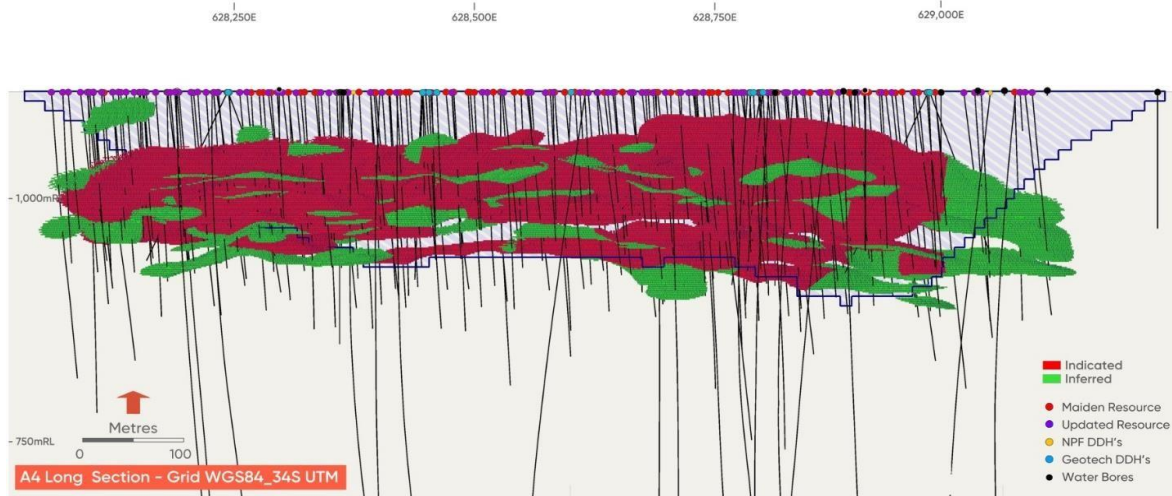 628,250E
628,500E
628,750E
629,000E
1,000mRL
750mRL
Metres
0
100
A4 Long Section - Grid WGS84_34S UTM
Indicated
Inferred
Maiden Resource
Updated Resource
NPF DDH's
Geotech DDH's
Water Bores